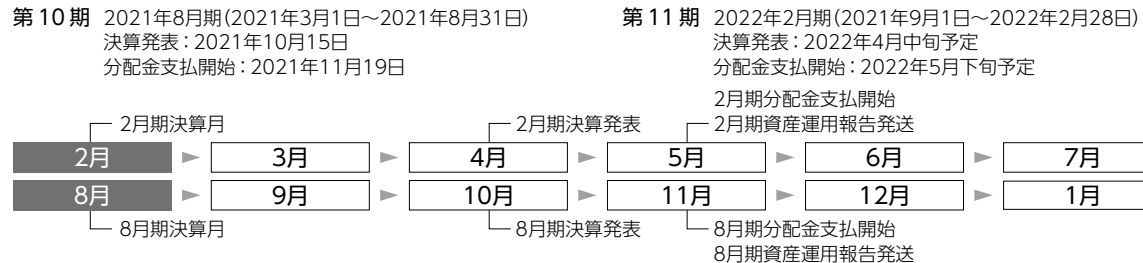 第10期 2021年8月期(2021年3月1日～2021年8月31日)
決算発表：2021年10月15日
分配金支払開始：2021年11月19日
第11期 2022年2月期(2021年9月1日～2022年2月28日)
決算発表：2022年4月中旬予定
分配金支払開始：2022年5月下旬予定
2月期分配金支払開始
2月期決算月 2月期決算発表 2月期資産運用報告発送
2月 3月 4月 5月 6月 7月
8月 9月 10月 11月 12月 1月
8月期決算月 8月期決算発表 8月期分配金支払開始
8月期資産運用報告発送